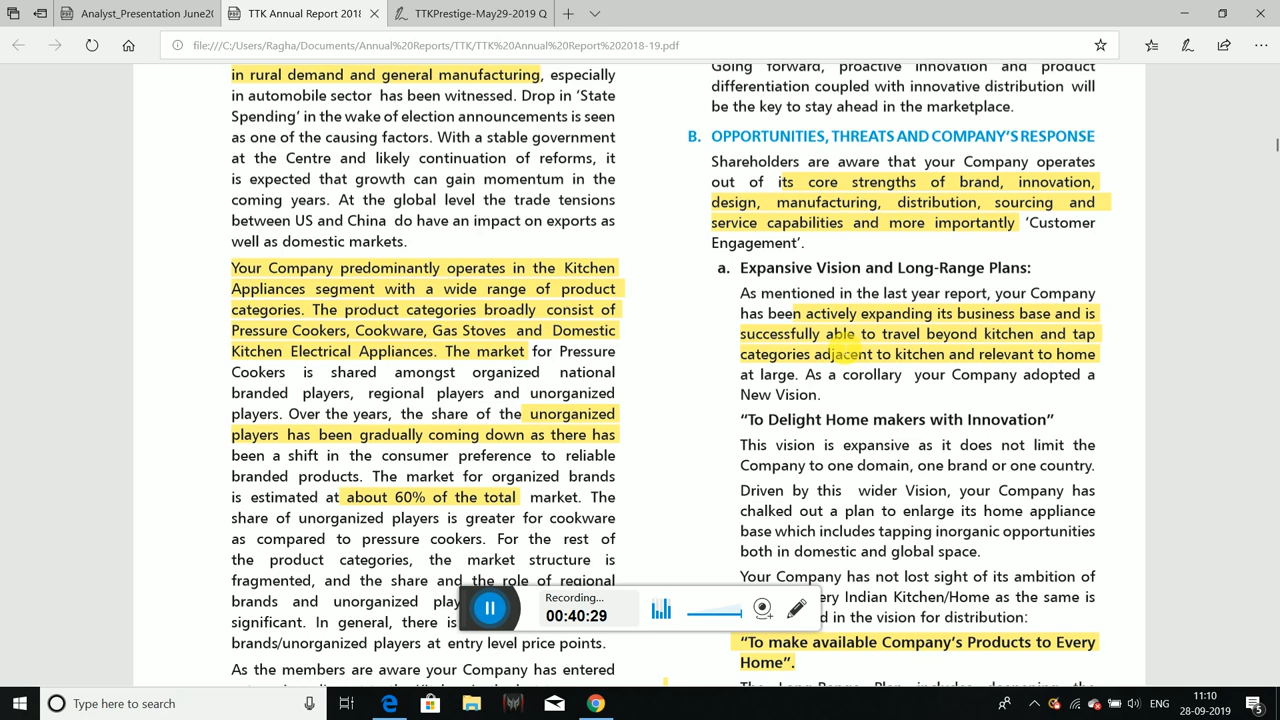 Analyst_Presentation June20
TTK Annual Report 2018
TTKPrestige-May29-2019 Q
file:///C:/Users/Ragha/Documents/Annual%20Reports/TTK/TTK%20Annual%20Report%202018-19.pdf
in rural demand and general manufacturing, especially
in automobile sector has been witnessed. Drop in ‘State
Spending’ in the wake of election announcements is seen
as one of the causing factors. With a stable government
at the Centre and likely continuation of reforms, it
is expected that growth can gain momentum in the
coming years. At the global level the trade tensions
between US and China do have an impact on exports as
well as domestic markets.
Your Company predominantly operates in the Kitchen
Appliances segment with a wide range of product
categories. The product categories broadly consist of
Pressure Cookers, Cookware, Gas Stoves and Domestic
Kitchen Electrical Appliances. The market for Pressure
Cookers is shared amongst organized national
branded players, regional players and unorganized
players. Over the years, the share of the unorganized
players has been gradually coming down as there has
been a shift in the consumer preference to reliable
branded products. The market for organized brands
is estimated at about 60% of the total market. The
share of unorganized players is greater for cookware
as compared to pressure cookers. For the rest of
the product categories, the market structure is
fragmented, and the share and the role of regional
brands and unorganized
significant. In general, there is
brands/unorganized players at entry level price points.
As the members are aware your Company has entered
Going forward, proactive innovation and product
differentiation coupled with innovative distribution will
be the key to stay ahead in the marketplace.
B. OPPORTUNITIES, THREATS AND COMPANY’S RESPONSE
Shareholders are aware that your Company operates
out of its core strengths of brand, innovation,
design, manufacturing, distribution, sourcing and
service capabilities and more importantly ‘Customer
Engagement’.
a. Expansive Vision and Long-Range Plans:
As mentioned in the last year report, your Company
has been actively expanding its business base and is
successfully able to travel beyond kitchen and tap
categories adjacent to kitchen and relevant to home
at large. As a corollary your Company adopted a
New Vision.
“To Delight Home makers with Innovation”
This vision is expansive as it does not limit the
Company to one domain, one brand or one country.
Driven by this wider Vision, your Company has
chalked out a plan to enlarge its home appliance
base which includes tapping inorganic opportunities
both in domestic and global space.
Your Company has not lost sight of its ambition of
Indian Kitchen/Home as the same is
in the vision for distribution:
“To make available Company’s Products to Every
Home”.
The Long-Range Plan includes deepening the
Recording...
00:40:29
Type here to search
ENG
11:10
28-09-2019
5